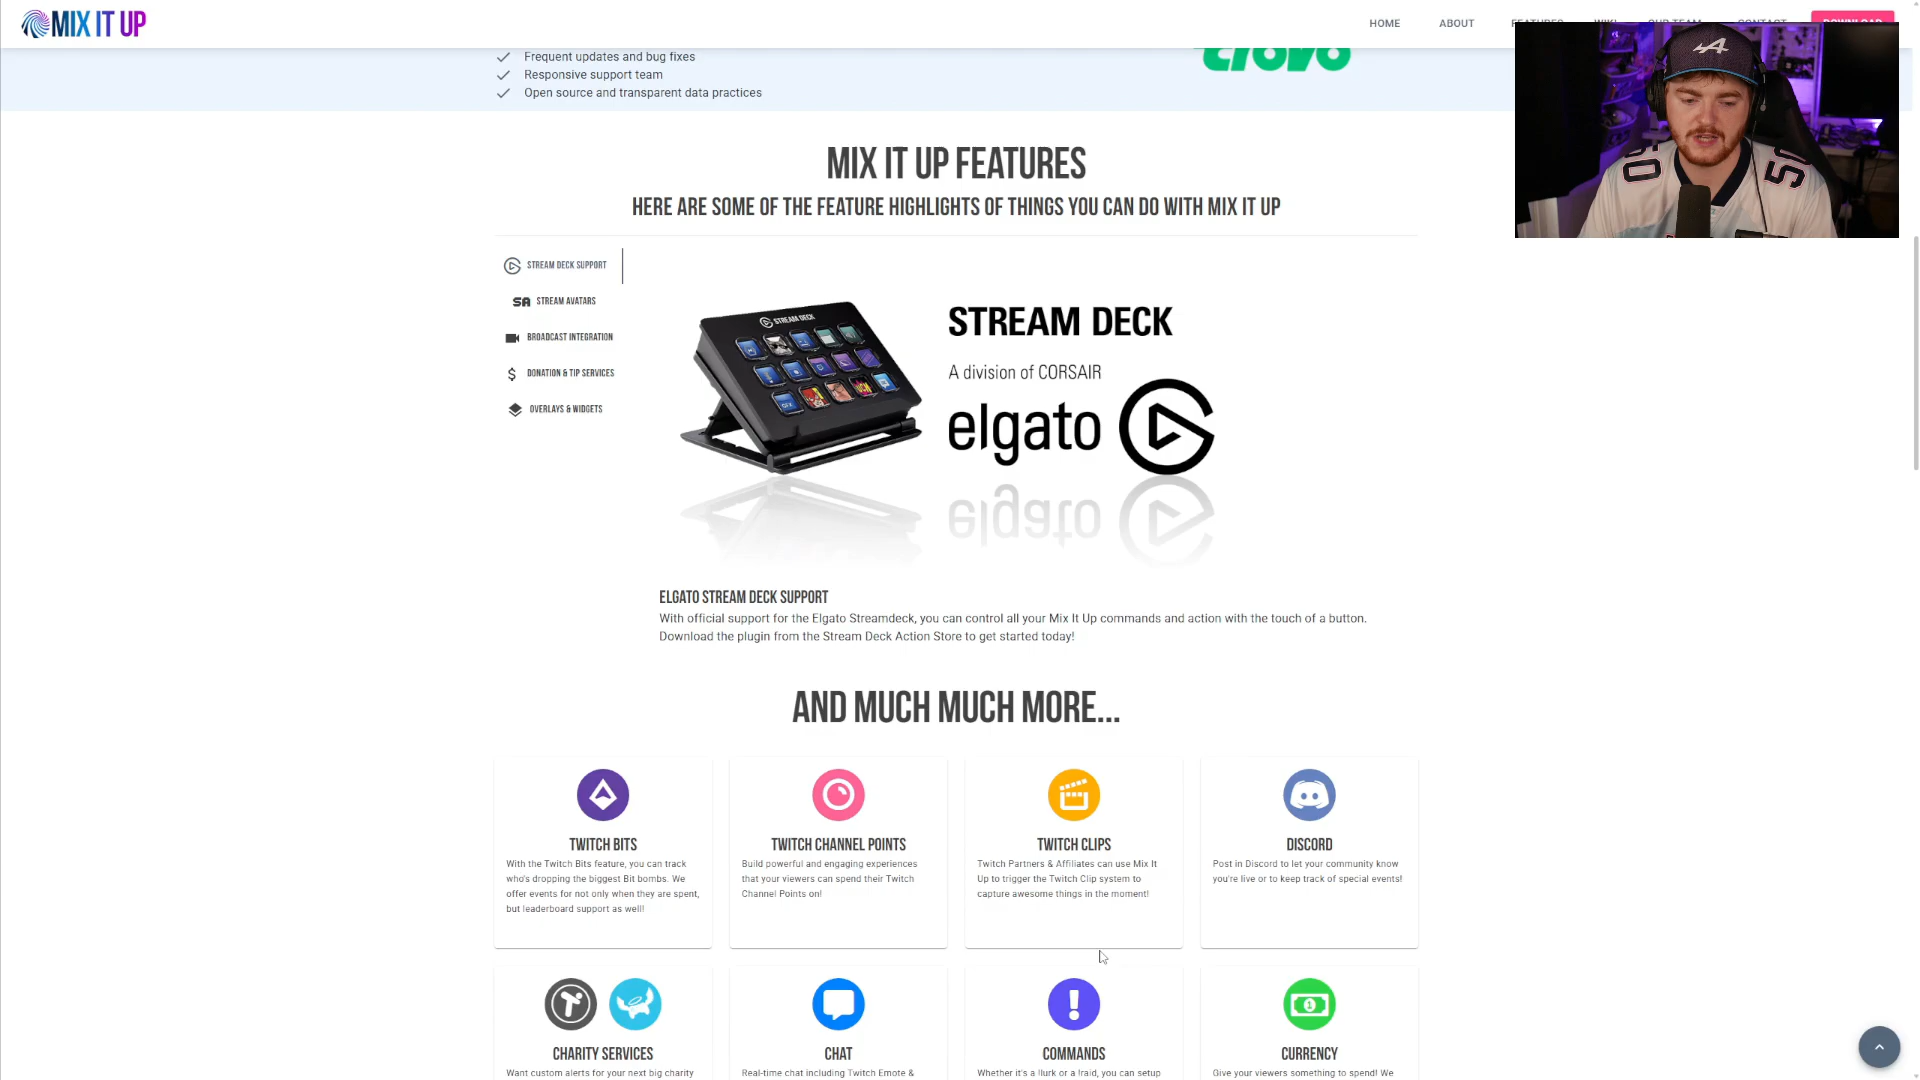 MIX IT UP
HOME
ABOUT
Frequent updates and bug fixes
Responsive support team
Open source and transparent data practices
MIX IT UP FEATURES
HERE ARE SOME OF THE FEATURE HIGHLIGHTS OF THINGS YOU CAN DO WITH MIX IT UP
STREAM DECK SUPPORT
SA STREAM AVATARS
BROADCAST INTEGRATION
$ DONATION & TIP SERVICES
OVERLAYS & WIDGETS
STREAM DECK
STREAM DECK
A division of CORSAIR
elgato
ELGATO STREAM DECK SUPPORT
With official support for the Elgato Streamdeck, you can control all your Mix It Up commands and action with the touch of a button.
Download the plugin from the Stream Deck Action Store to get started today!
AND MUCH MUCH MORE...
TWITCH BITS
With the Twitch Bits feature, you can track
who's dropping the biggest Bit bombs. We
offer events for not only when they are spent,
but leaderboard support as well!
TWITCH CHANNEL POINTS
Build powerful and engaging experiences
that your viewers can spend their Twitch
Channel Points on!
TWITCH CLIPS
Twitch Partners & Affiliates can use Mix It
Up to trigger the Twitch Clip system to
capture awesome things in the moment!
DISCORD
Post in Discord to let your community know
you're live or to keep track of special events!
CHARITY SERVICES
Want custom alerts for your next big charity
CHAT
Real-time chat including Twitch Emote &
COMMANDS
Whether it's a !lurk or a !raid, you can setup
CURRENCY
Give your viewers something to spend! We